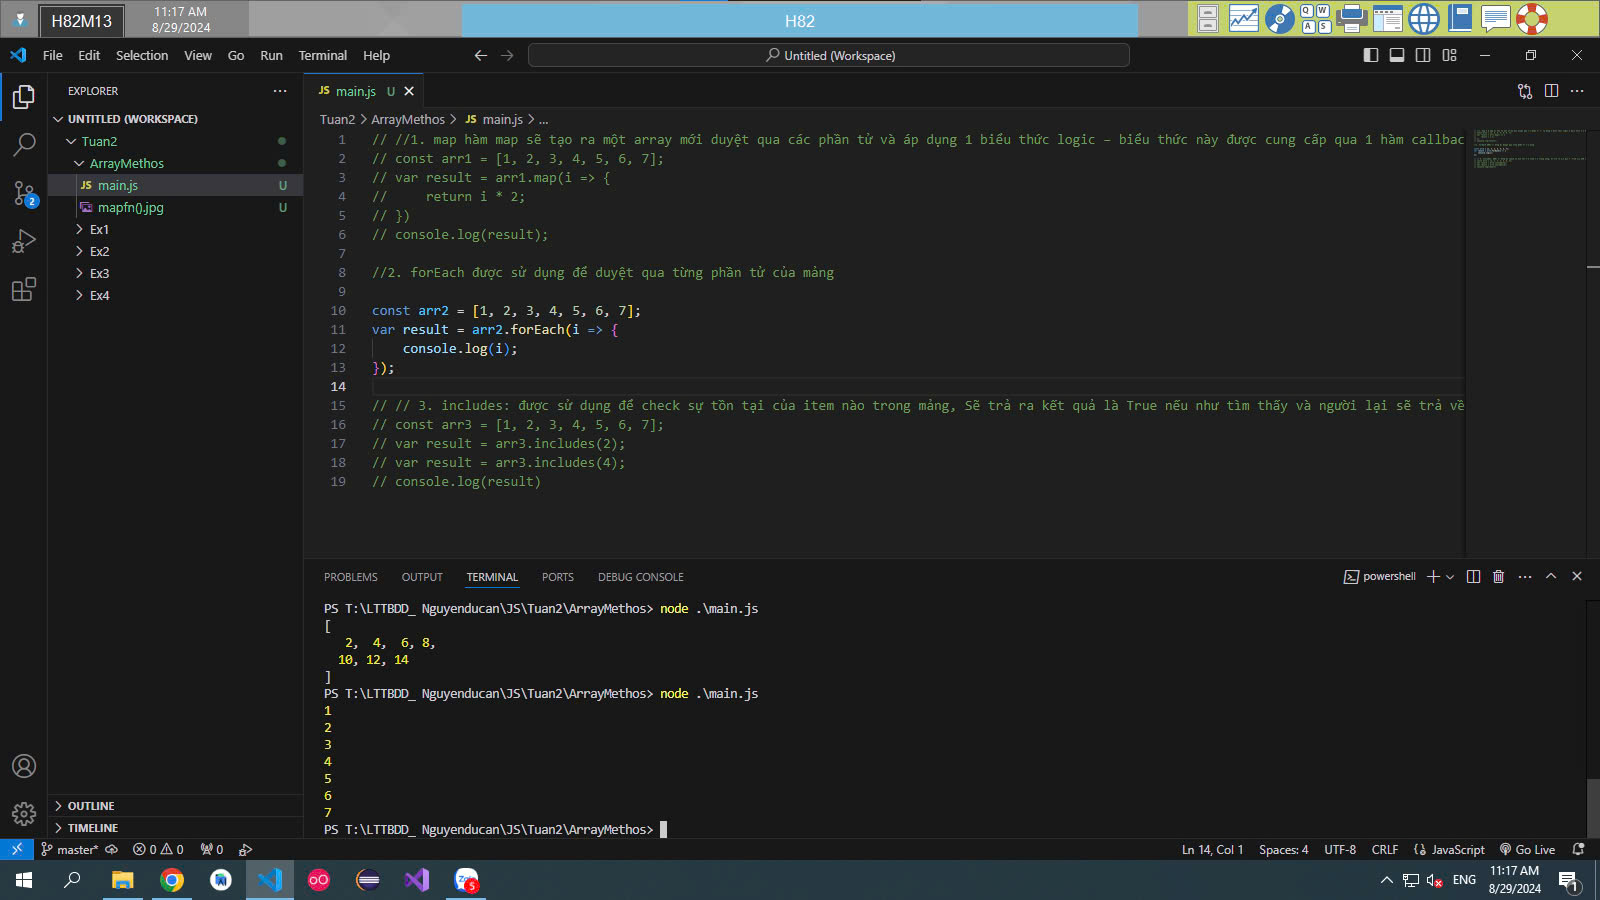 H82M13
11:17 AM
8/29/2024
H82
Q W
A S
File Edit Selection View Go Run Terminal Help
Untitled (Workspace)
EXPLORER
UNTITLED (WORKSPACE)
Tuan2
ArrayMethos
JS main.js U
mapfn().jpg U
Ex1
Ex2
Ex3
Ex4
OUTLINE
TIMELINE
JS main.js U
Tuan2 > ArrayMethos > JS main.js > ...
1 // //1. map hàm map sẽ tạo ra một array mới duyệt qua các phần tử và áp dụng 1 biểu thức logic – biểu thức này được cung cấp qua 1 hàm callbac
2 // const arr1 = [1, 2, 3, 4, 5, 6, 7];
3 // var result = arr1.map(i => {
4 //     return i * 2;
5 // })
6 // console.log(result);
7
8 //2. forEach được sử dụng để duyệt qua từng phần tử của mảng
9
10 const arr2 = [1, 2, 3, 4, 5, 6, 7];
11 var result = arr2.forEach(i => {
12     console.log(i);
13 });
14
15 // // 3. includes: được sử dụng để check sự tồn tại của item nào trong mảng, Sẽ trả ra kết quả là True nếu như tìm thấy và người lại sẽ trả về
16 // const arr3 = [1, 2, 3, 4, 5, 6, 7];
17 // var result = arr3.includes(2);
18 // var result = arr3.includes(4);
19 // console.log(result)
PROBLEMS OUTPUT TERMINAL PORTS DEBUG CONSOLE
powershell
PS T:\LTTBDD_ Nguyenducan\JS\Tuan2\ArrayMethos> node .\main.js
[
2, 4, 6, 8,
10, 12, 14
]
PS T:\LTTBDD_ Nguyenducan\JS\Tuan2\ArrayMethos> node .\main.js
1
2
3
4
5
6
7
PS T:\LTTBDD_ Nguyenducan\JS\Tuan2\ArrayMethos>
2
master* 0 0 0
Ln 14, Col 1 Spaces: 4 UTF-8 CRLF {} JavaScript Go Live
Zalo 5
ENG
11:17 AM
8/29/2024
1